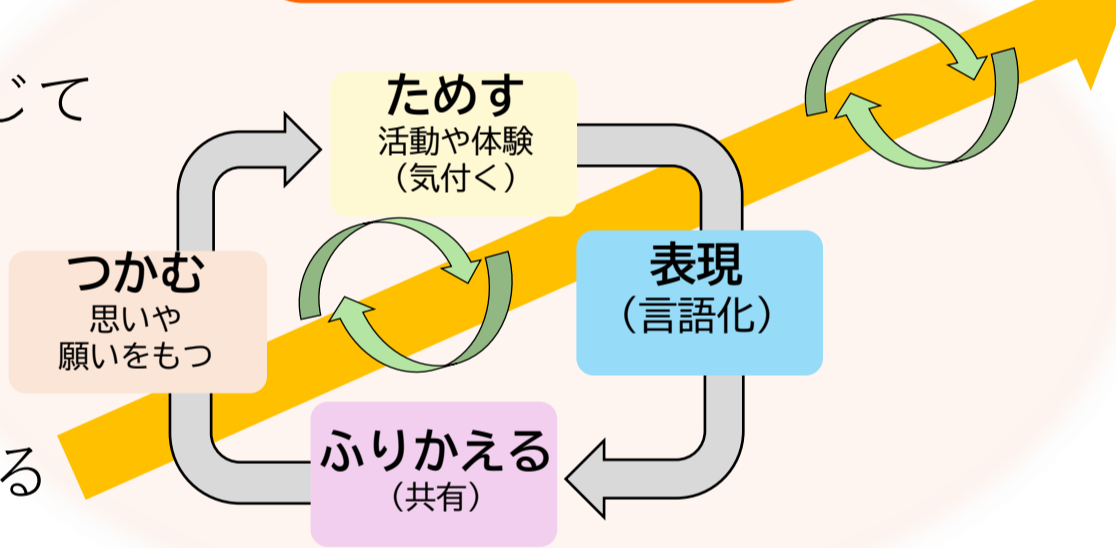 じて
ためす
活動や体験
（気付く）
つかむ
思いや
願いをもつ
表現
（言語化）
ふりかえる
（共有）
る